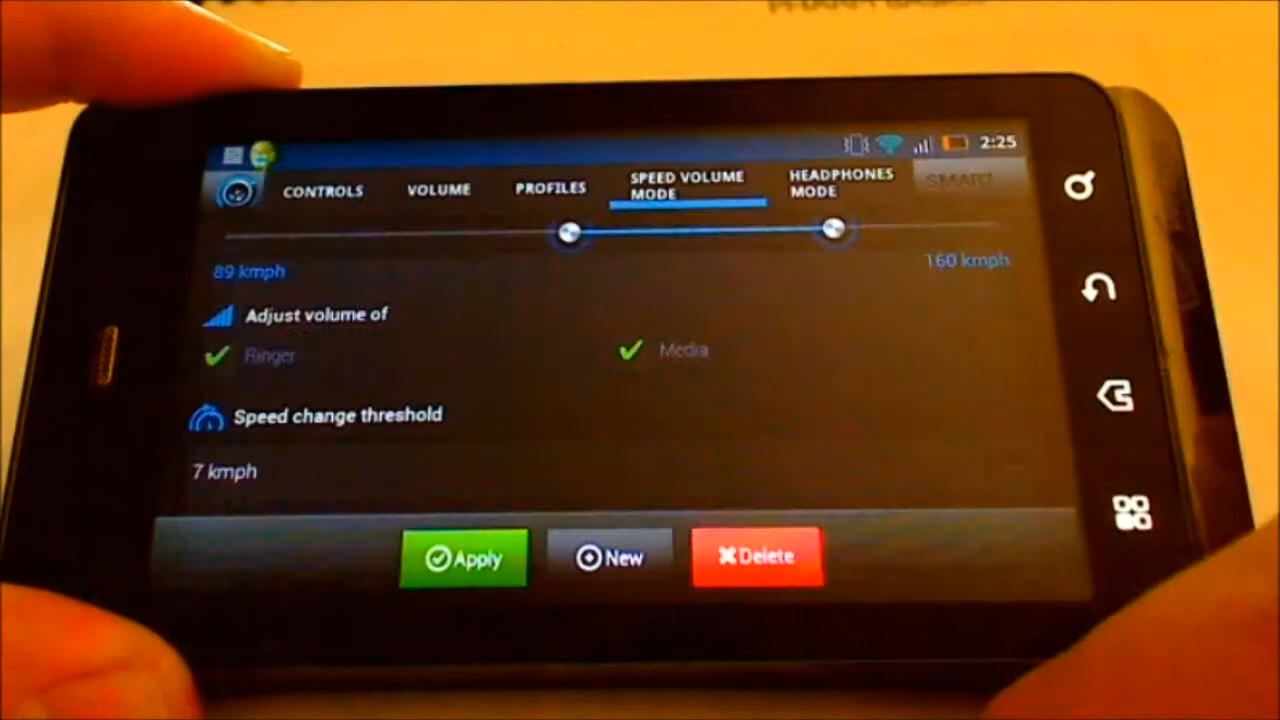 2:25
CONTROLS
VOLUME
PROFILES
SPEED VOLUME
MODE
HEADPHONES
MODE
SMART
89 kmph
160 kmph
Adjust volume of
Ringer
Media
Speed change threshold
7 kmph
Apply
New
Delete